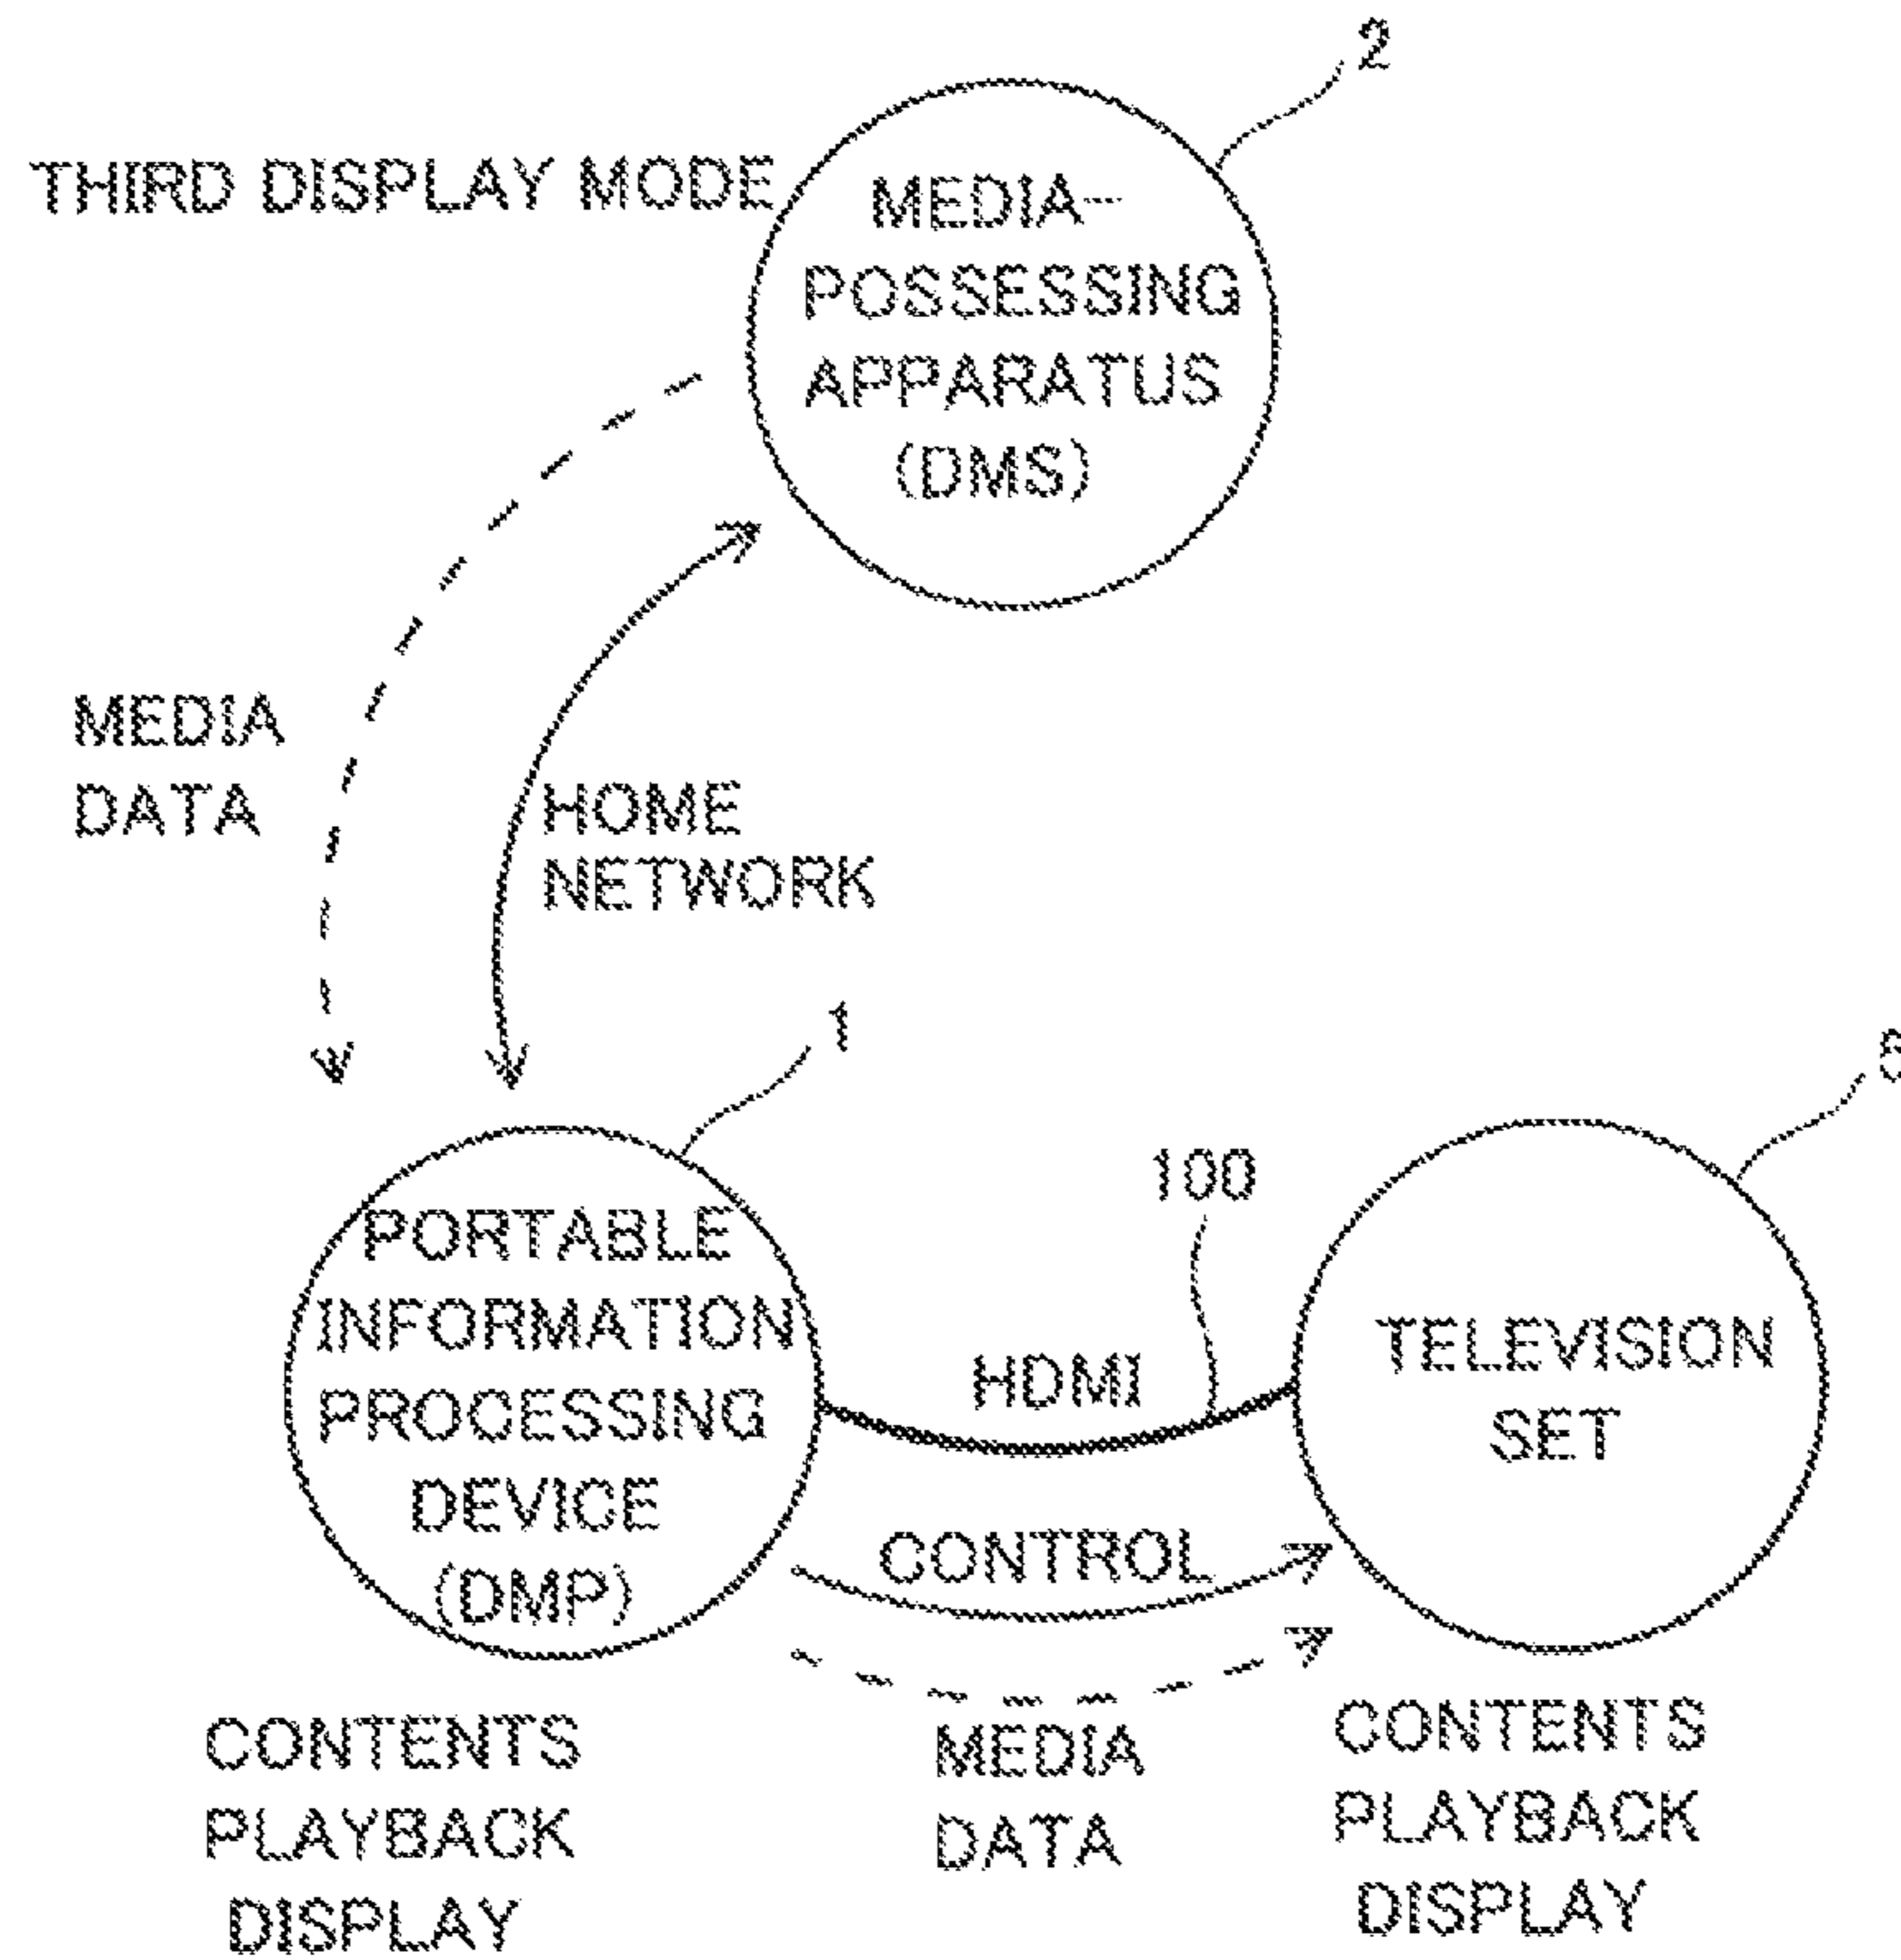 2
THIRD DISPLAY MODE
MEDIA-
POSSESSING
APPARATUS
(DMS)
MEDIA
DATA
HOME
NETWORK
1
100
PORTABLE
INFORMATION
PROCESSING
DEVICE
(DMP)
HDMI
TELEVISION
SET
CONTROL
MEDIA
DATA
CONTENTS
PLAYBACK
DISPLAY
CONTENTS
PLAYBACK
DISPLAY